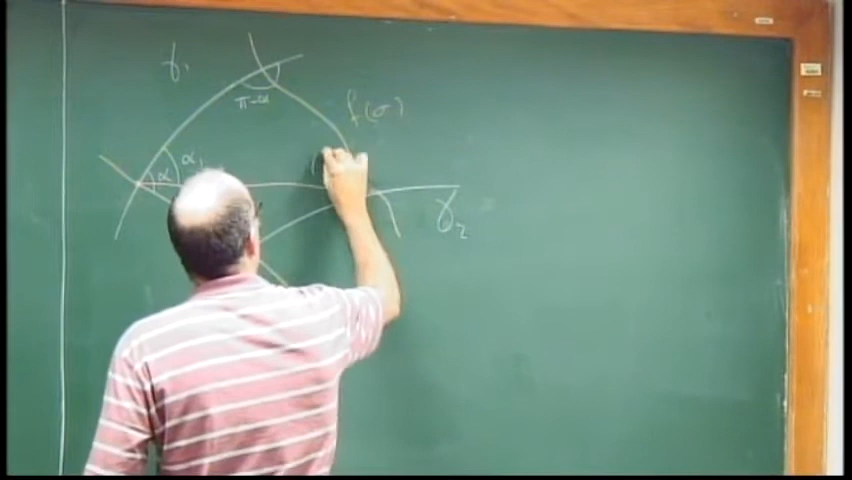 γ₁
π-α
f(σ)
α₁
α
γ₂